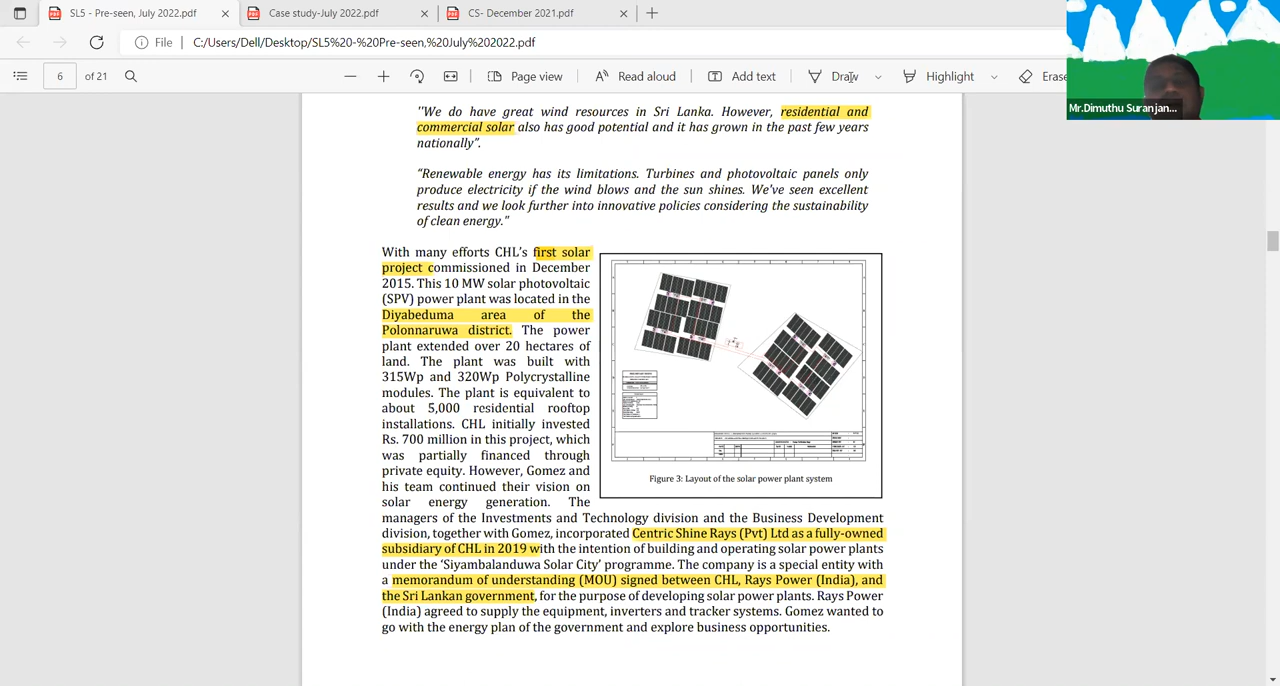 SL5 - Pre-seen, July 2022.pdf
Case study-July 2022.pdf
CS- December 2021.pdf
File
C:/Users/Dell/Desktop/SL5%20-%20Pre-seen,%20July%202022.pdf
6 of 21
Page view
Read aloud
Add text
Draw
Highlight
Erase
Mr.Dimuthu Suranjan...
"We do have great wind resources in Sri Lanka. However, residential and
commercial solar also has good potential and it has grown in the past few years
nationally".
"Renewable energy has its limitations. Turbines and photovoltaic panels only
produce electricity if the wind blows and the sun shines. We've seen excellent
results and we look further into innovative policies considering the sustainability
of clean energy."
With many efforts CHL's first solar
project commissioned in December
2015. This 10 MW solar photovoltaic
(SPV) power plant was located in the
Diyabeduma area of the
Polonnaruwa district. The power
plant extended over 20 hectares of
land. The plant was built with
315Wp and 320Wp Polycrystalline
modules. The plant is equivalent to
about 5,000 residential rooftop
installations. CHL initially invested
Rs. 700 million in this project, which
was partially financed through
private equity. However, Gomez and
his team continued their vision on
solar energy generation. The
Figure 3: Layout of the solar power plant system
managers of the Investments and Technology division and the Business Development
division, together with Gomez, incorporated Centric Shine Rays (Pvt) Ltd as a fully-owned
subsidiary of CHL in 2019 with the intention of building and operating solar power plants
under the 'Siyambalanduwa Solar City' programme. The company is a special entity with
a memorandum of understanding (MOU) signed between CHL, Rays Power (India), and
the Sri Lankan government, for the purpose of developing solar power plants. Rays Power
(India) agreed to supply the equipment, inverters and tracker systems. Gomez wanted to
go with the energy plan of the government and explore business opportunities.